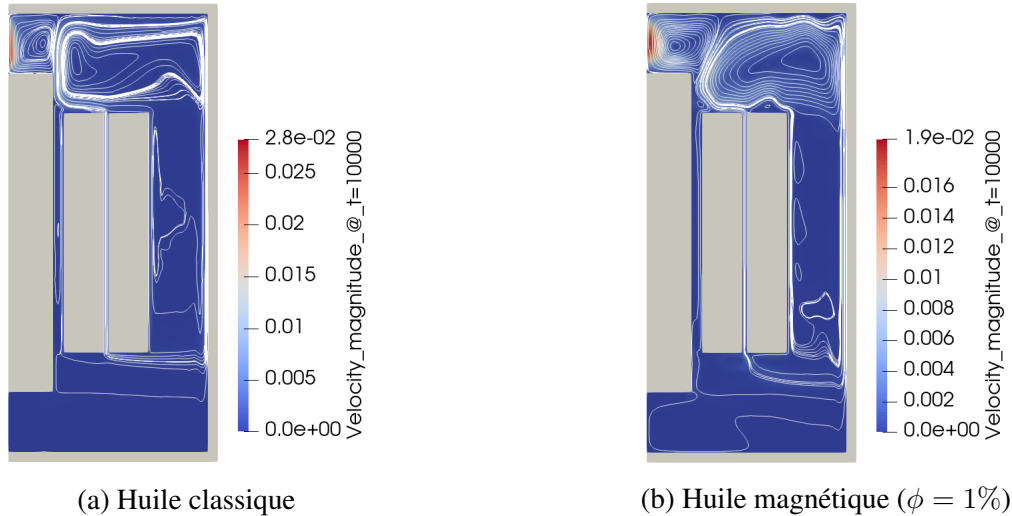 2.8e-02
0.025
0.02
0.015
0.01
0.005
0.0e+00
Velocity_magnitude_@_t=10000
1.9e-02
0.016
0.014
0.012
0.01
0.008
0.006
0.004
0.002
0.0e+00
Velocity_magnitude_@_t=10000
(a) Huile classique
(b) Huile magnétique (ϕ = 1%)